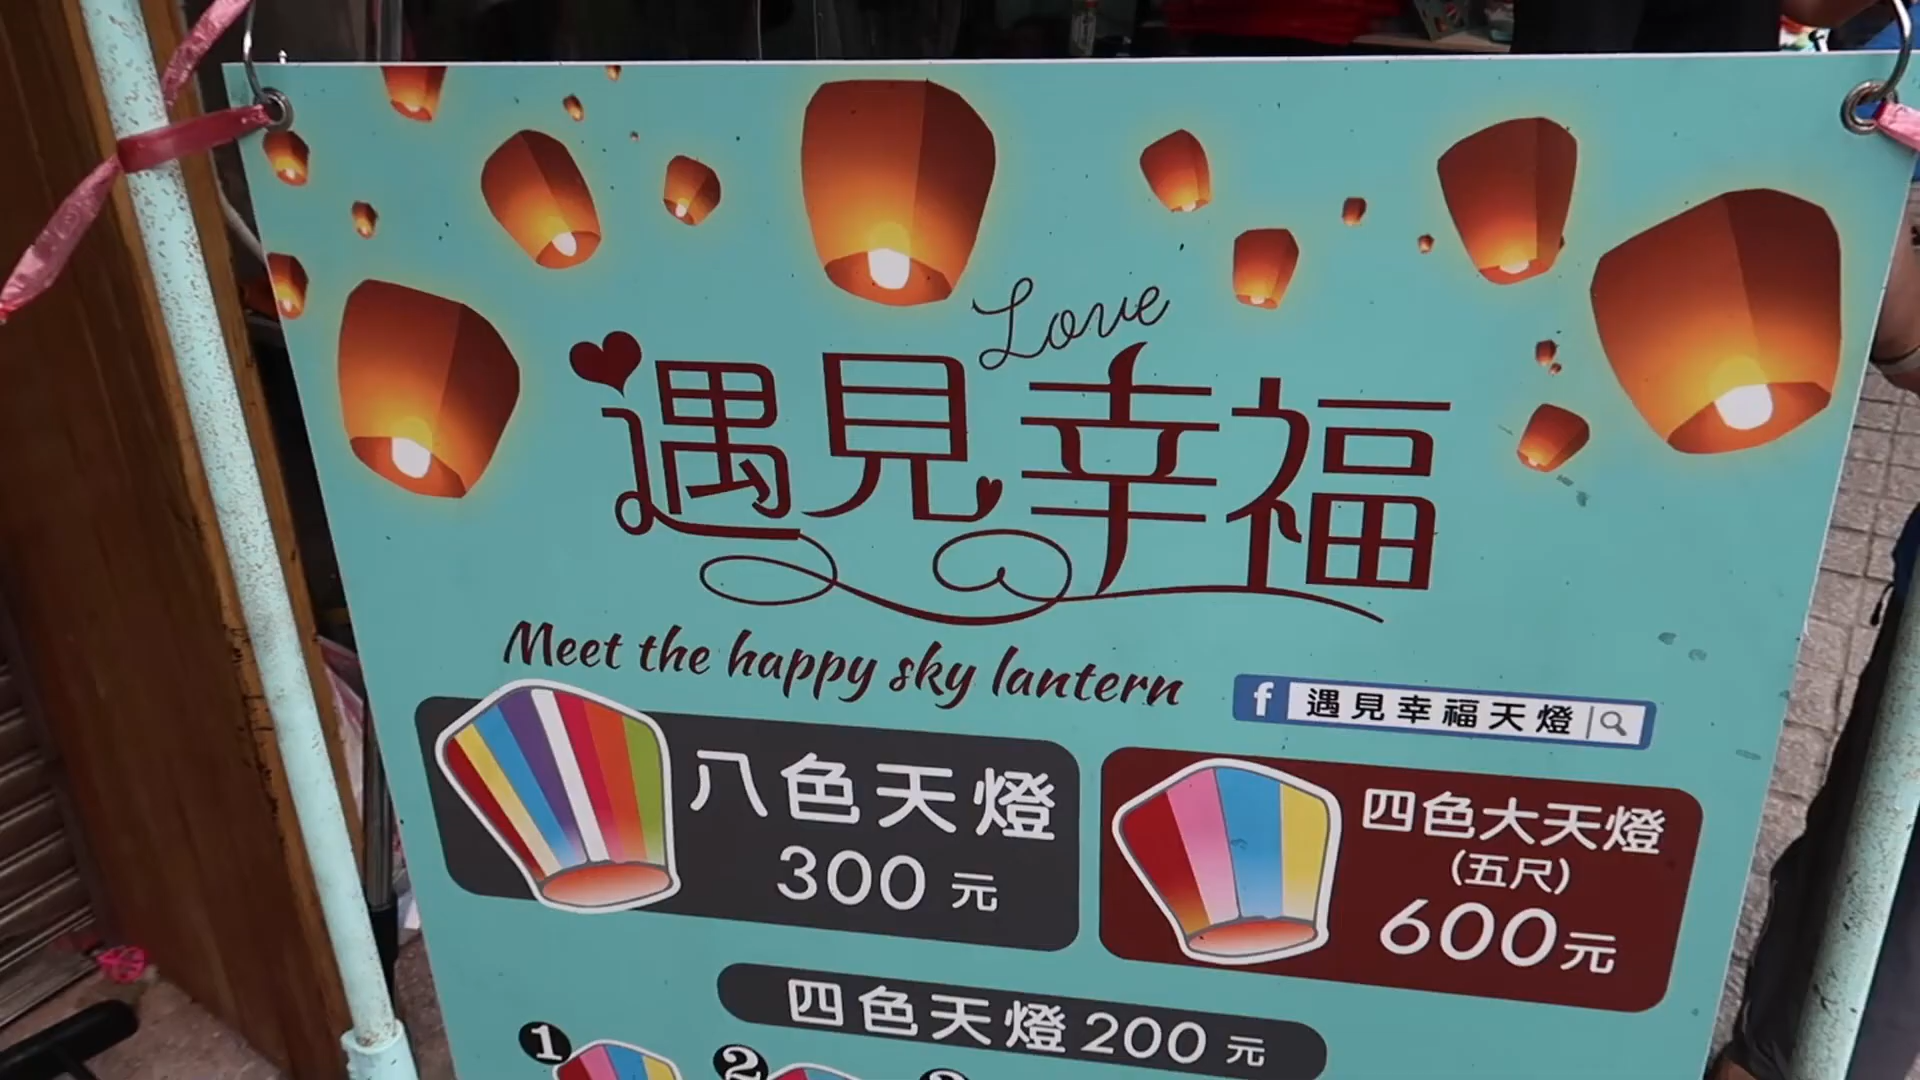 Love
遇見幸福
Meet the happy sky lantern
f 遇見幸福天燈
八色天燈
300元
四色大天燈
(五尺)
600元
四色天燈200元
1
2